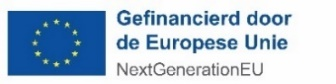 Gefinancierd door
de Europese Unie
NextGenerationEU